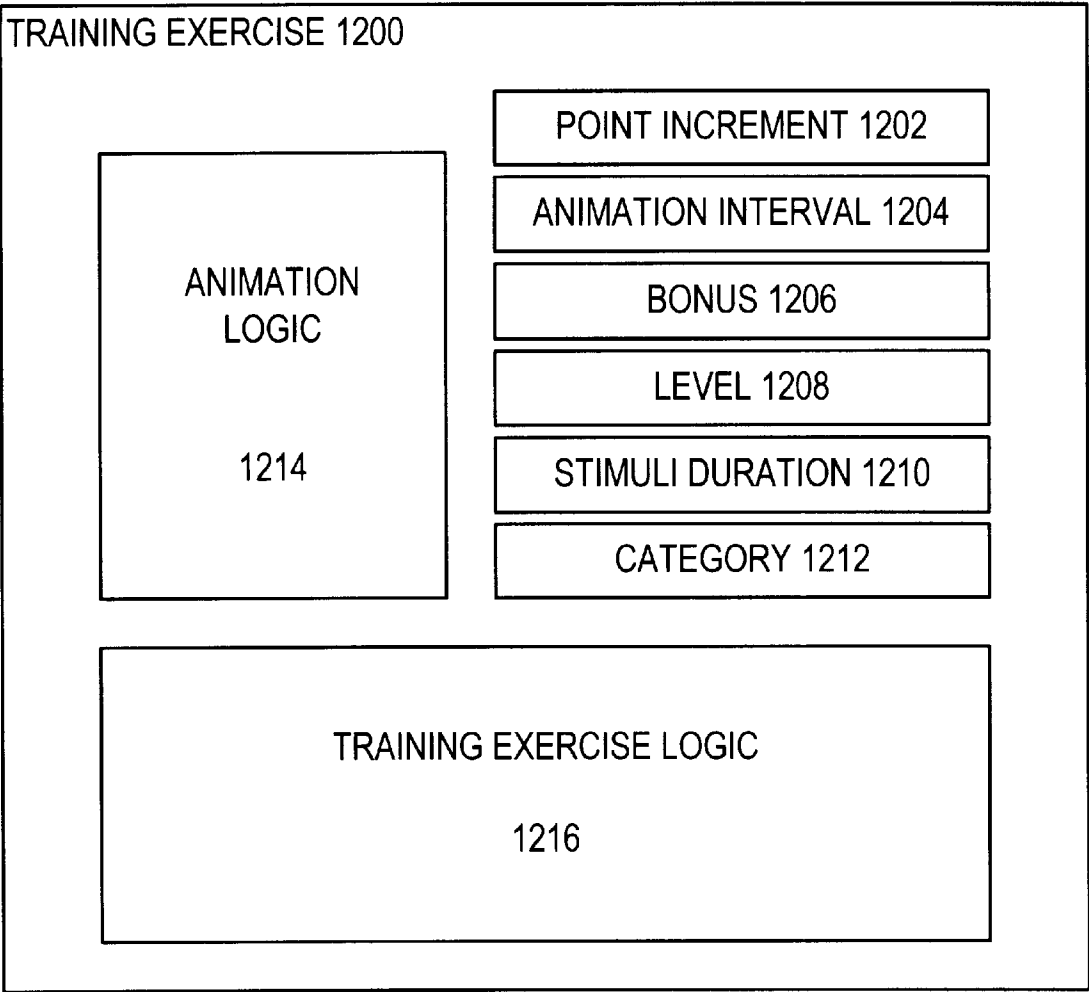 TRAINING EXERCISE 1200
POINT INCREMENT 1202
ANIMATION INTERVAL 1204
BONUS 1206
LEVEL 1208
STIMULI DURATION 1210
CATEGORY 1212
ANIMATION
LOGIC
1214
TRAINING EXERCISE LOGIC
1216